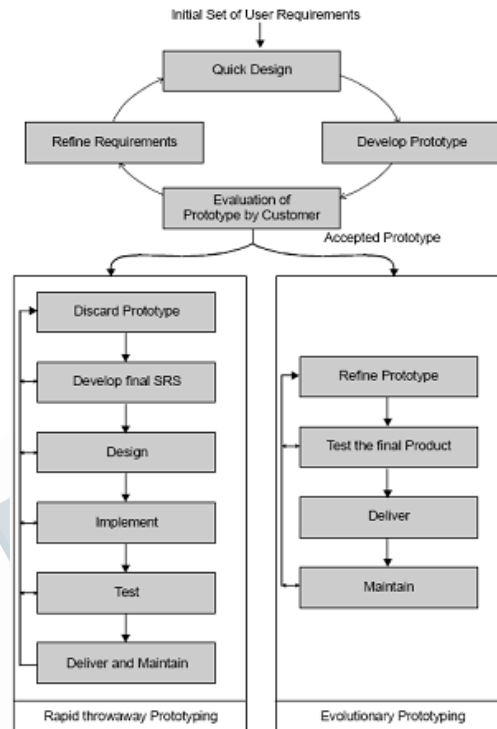 Initial Set of User Requirements
Quick Design
Refine Requirements
Develop Prototype
Evaluation of
Prototype by Customer
Accepted Prototype
Discard Prototype
Develop final SRS
Design
Implement
Test
Deliver and Maintain
Rapid throwaway Prototyping
Refine Prototype
Test the final Product
Deliver
Maintain
Evolutionary Prototyping